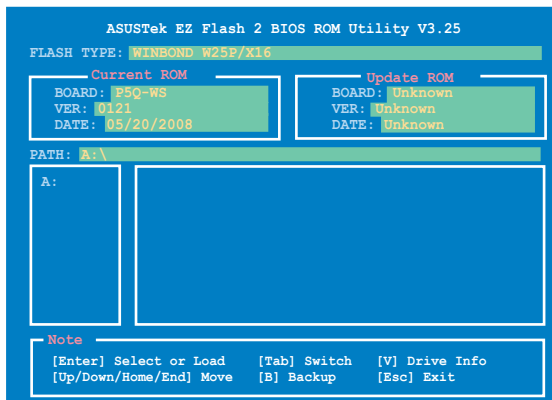 ASUSTek EZ Flash 2 BIOS ROM Utility V3.25
FLASH TYPE: WINBOND W25P/X16
Current ROM
BOARD: P5Q-WS
VER: 0121
DATE: 05/20/2008
Update ROM
BOARD: Unknown
VER: Unknown
DATE: Unknown
PATH: A:\
A:
Note
[Enter] Select or Load [Tab] Switch [V] Drive Info
[Up/Down/Home/End] Move [B] Backup [Esc] Exit